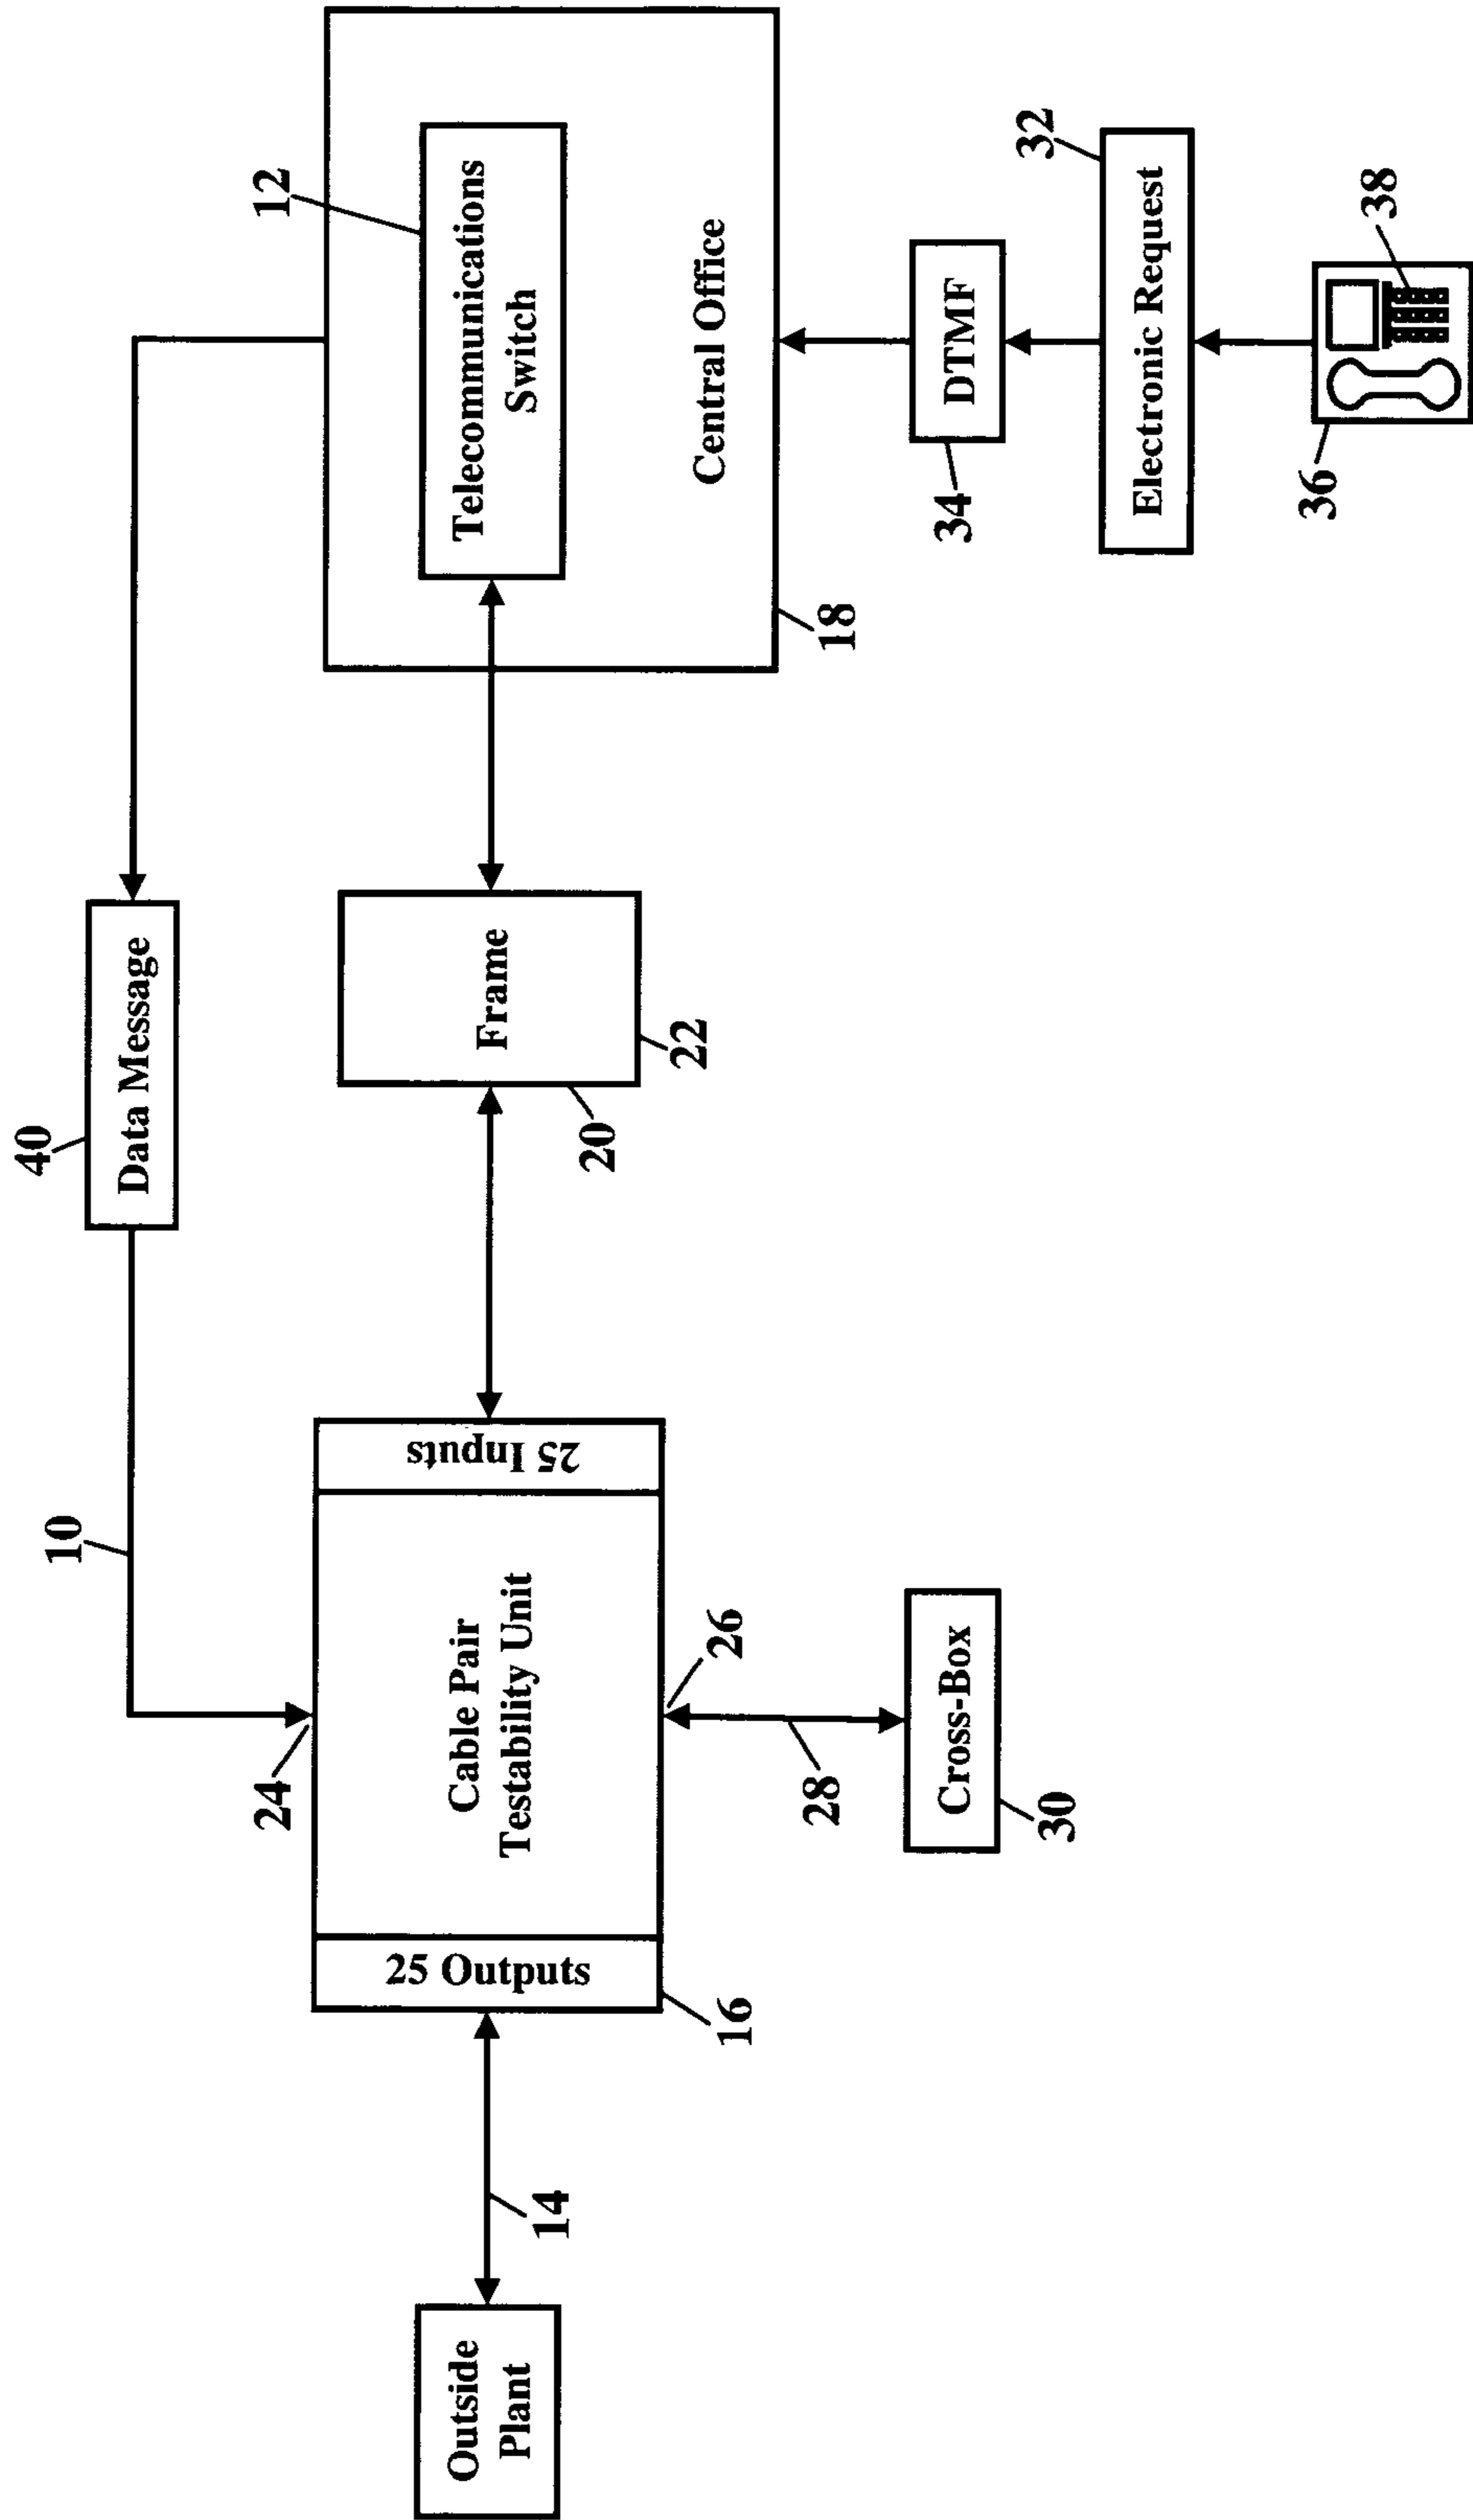 40
Data Message
10
12
Telecommunications
Switch
Central Office
18
Frame
20
22
25 Inputs
24
Cable Pair
Testability Unit
26
25 Outputs
16
14
Outside
Plant
28
Cross-Box
30
DTMF
34
Electronic Request
32
36
38